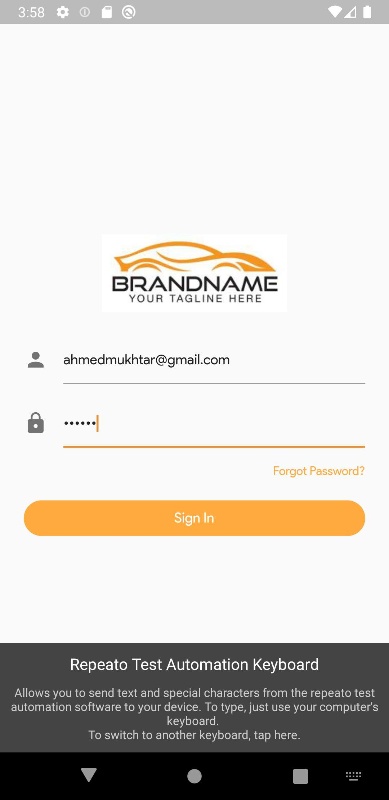 3:58
BRANDNAME
YOUR TAGLINE HERE
ahmedmukhtar@gmail.com
••••••
Forgot Password?
Sign In
Repeato Test Automation Keyboard
Allows you to send text and special characters from the repeato test
automation software to your device. To type, just use your computer's
keyboard.
To switch to another keyboard, tap here.